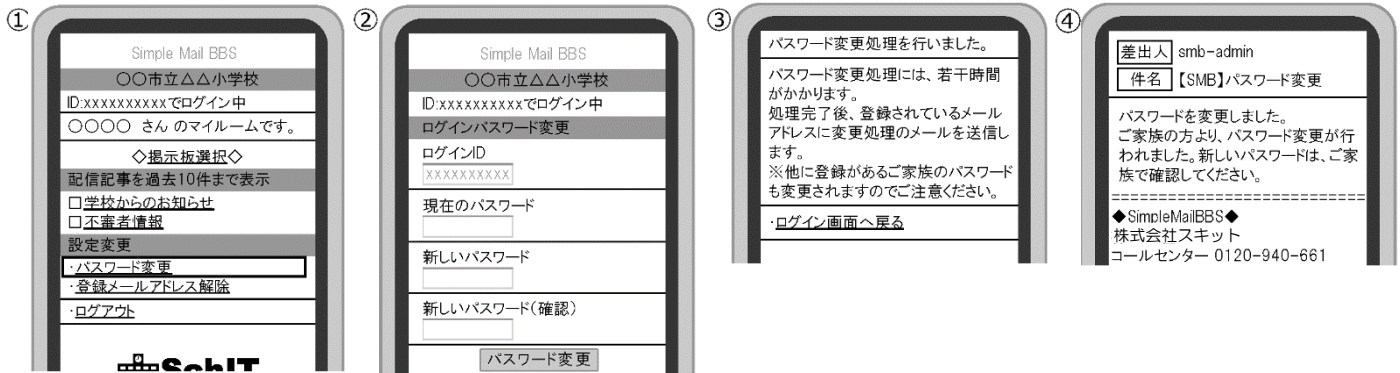 ①
Simple Mail BBS
〇〇市立△△小学校
ID:xxxxxxxxxxでログイン中
〇〇〇〇 さん のマイルームです。
◇掲示板選択◇
配信記事を過去10件まで表示
□学校からのお知らせ
□不審者情報
設定変更
・パスワード変更
・登録メールアドレス解除
・ログアウト
SchIT
②
Simple Mail BBS
〇〇市立△△小学校
ID:xxxxxxxxxxでログイン中
ログインパスワード変更
ログインID
xxxxxxxxxx
現在のパスワード
新しいパスワード
新しいパスワード(確認)
パスワード変更
③
パスワード変更処理を行いました。
パスワード変更処理には、若干時間
がかかります。
処理完了後、登録されているメール
アドレスに変更処理のメールを送信し
ます。
※他に登録があるご家族のパスワード
も変更されますのでご注意ください。
・ログイン画面へ戻る
④
差出人 smb-admin
件名 【SMB】パスワード変更
パスワードを変更しました。
ご家族の方より、パスワード変更が行
われました。新しいパスワードは、ご家
族で確認してください。
==============================
◆SimpleMailBBS◆
株式会社スキット
コールセンター 0120-940-661